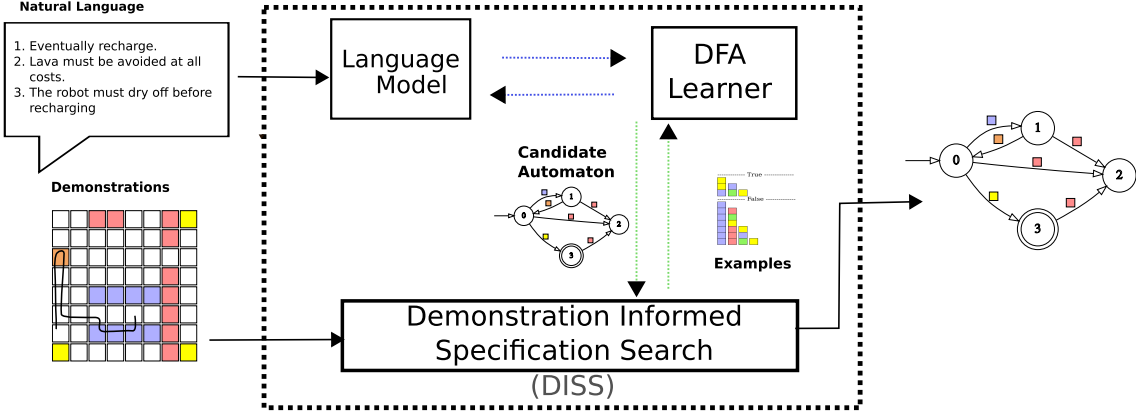 Natural Language
1. Eventually recharge.
2. Lava must be avoided at all
costs.
3. The robot must dry off before
recharging
Demonstrations
Language
Model
DFA
Learner
Candidate
Automaton
0
1
2
3
True
False
Examples
Demonstration Informed
Specification Search
(DISS)
0
1
2
3